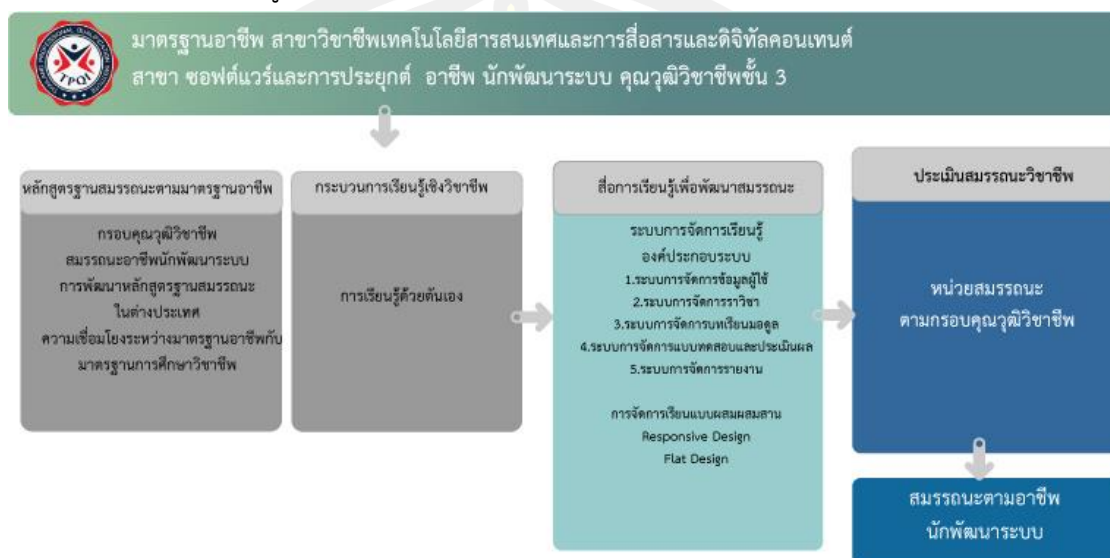 มาตรฐานอาชีพ สาขาวิชาชีพเทคโนโลยีสารสนเทศและการสื่อสารและดิจิทัลคอนเทนต์
สาขา ซอฟต์แวร์และการประยุกต์ อาชีพ นักพัฒนาระบบ คุณวุฒิวิชาชีพชั้น 3
TPQI
หลักสูตรฐานสมรรถนะตามมาตรฐานอาชีพ
กรอบคุณวุฒิวิชาชีพ
สมรรถนะอาชีพนักพัฒนาระบบ
การพัฒนาหลักสูตรฐานสมรรถนะ
ในต่างประเทศ
ความเชื่อมโยงระหว่างมาตรฐานอาชีพกับ
มาตรฐานการศึกษาวิชาชีพ
กระบวนการเรียนรู้เชิงวิชาชีพ
การเรียนรู้ด้วยตนเอง
สื่อการเรียนรู้เพื่อพัฒนาสมรรถนะ
ระบบการจัดการเรียนรู้
องค์ประกอบระบบ
1.ระบบการจัดการข้อมูลผู้ใช้
2.ระบบการจัดการราวิชา
3.ระบบการจัดการบทเรียนมอดูล
4.ระบบการจัดการแบบทดสอบและประเมินผล
5.ระบบการจัดการรายงาน
การจัดการเรียนแบบผสมผสมสาน
Responsive Design
Flat Design
ประเมินสมรรถนะวิชาชีพ
หน่วยสมรรถนะ
ตามกรอบคุณวุฒิวิชาชีพ
สมรรถนะตามอาชีพ
นักพัฒนาระบบ